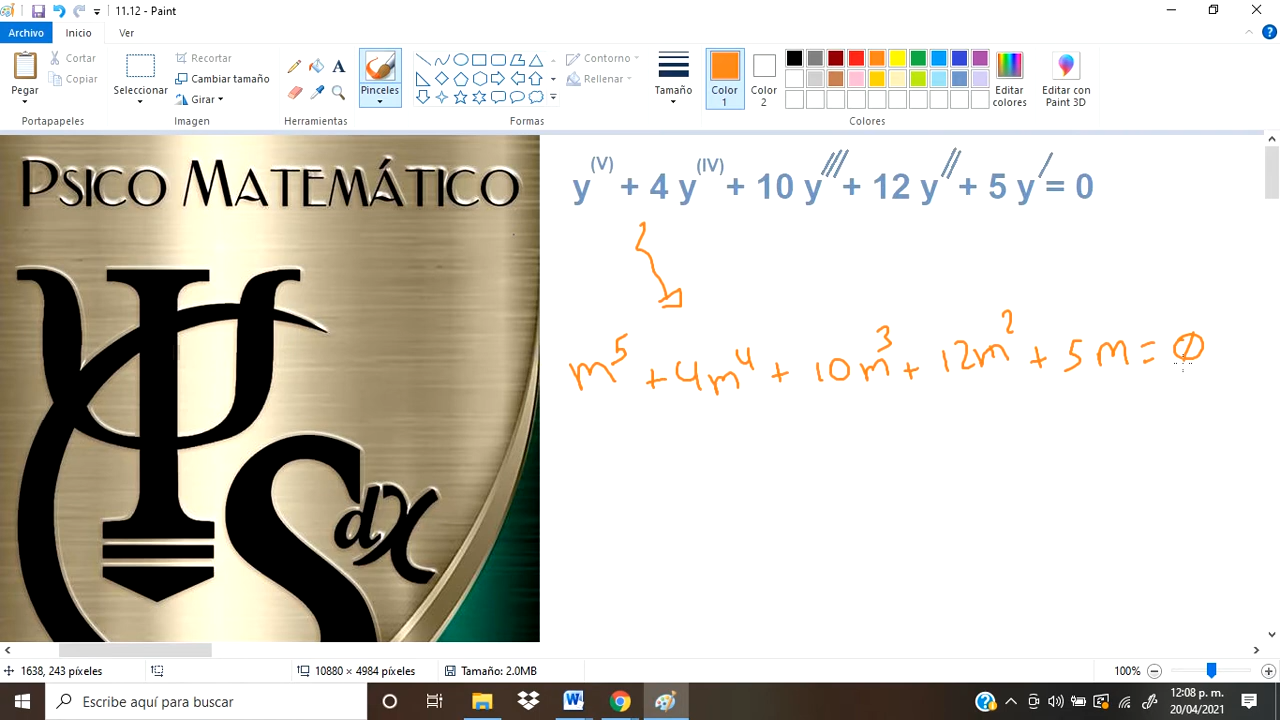 11.12 - Paint
Archivo Inicio Ver
Pegar
Cortar
Copiar
Portapapeles
Seleccionar
Recortar
Cambiar tamaño
Girar
Imagen
A
Herramientas
Pinceles
Contorno
Rellenar
Formas
Tamaño
Color 1
Color 2
Editar colores
Editar con Paint 3D
Colores
PSICO MATEMÁTICO
Ψ
S dx
y(V) + 4 y(IV) + 10 y/// + 12 y// + 5 y/ = 0
m⁵ + 4m⁴ + 10m³ + 12m² + 5m = 0
1638, 243 píxeles 10880 × 4984 píxeles Tamaño: 2.0MB 100%
Escribe aquí para buscar
12:08 p. m.
20/04/2021